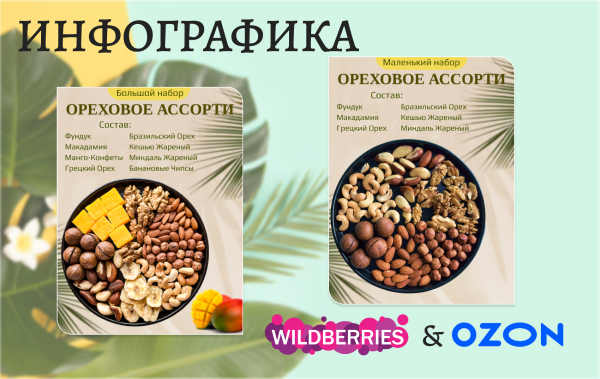 ИНФОГРАФИКА
Большой набор
ОРЕХОВОЕ АССОРТИ
Состав:
Фундук Бразильский Орех
Макадамия Кешью Жареный
Манго-Конфеты Миндаль Жареный
Грецкий Орех Банановые Чипсы
Маленький набор
ОРЕХОВОЕ АССОРТИ
Состав:
Фундук Бразильский Орех
Макадамия Кешью Жареный
Грецкий Орех Миндаль Жареный
WILDBERRIES & OZON